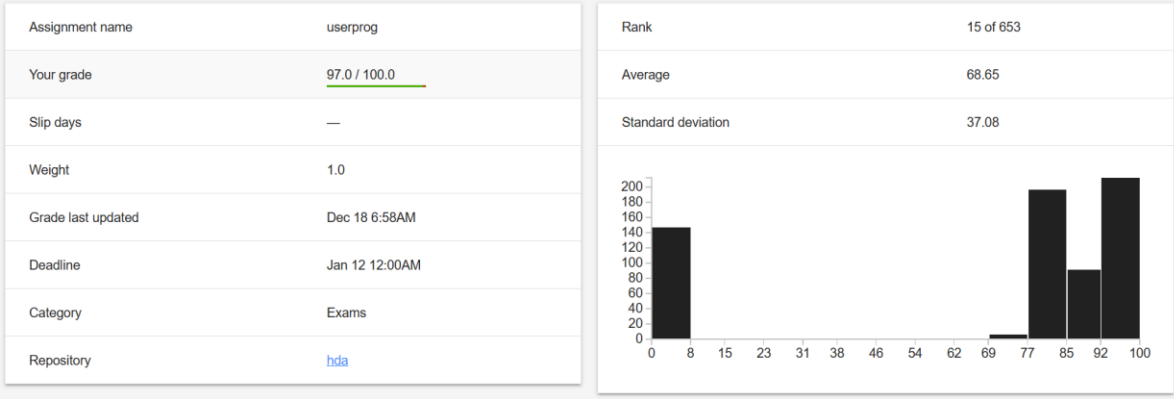 Assignment name userprog
Your grade 97.0 / 100.0
Slip days —
Weight 1.0
Grade last updated Dec 18 6:58AM
Deadline Jan 12 12:00AM
Category Exams
Repository hda
Rank 15 of 653
Average 68.65
Standard deviation 37.08
200
180
160
140
120
100
80
60
40
20
0
0 8 15 23 31 38 46 54 62 69 77 85 92 100